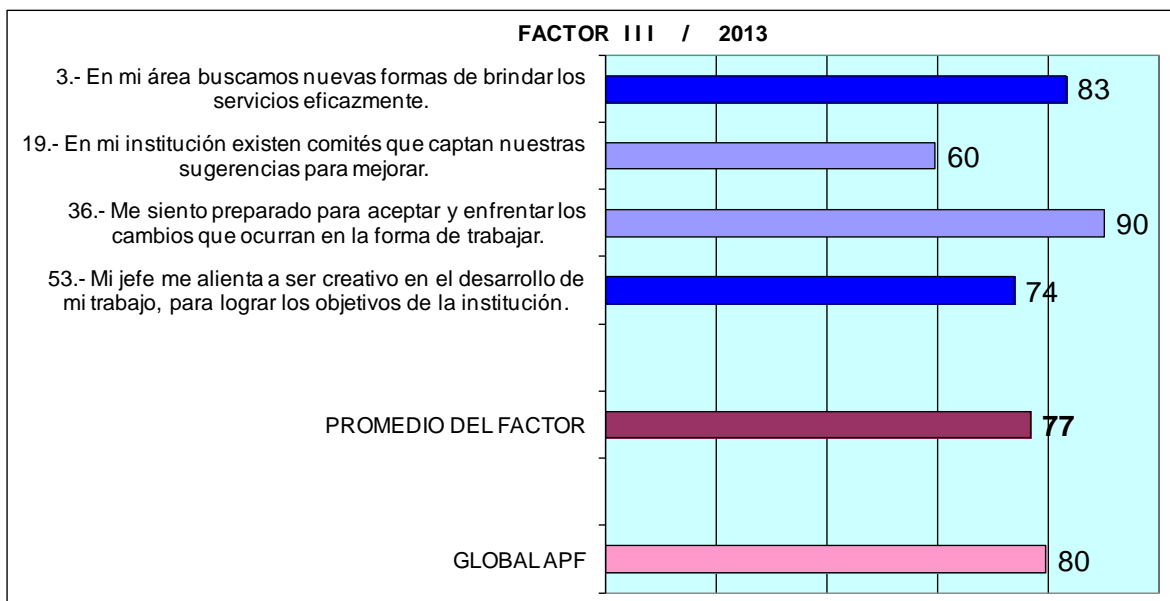 FACTOR III / 2013
3.- En mi área buscamos nuevas formas de brindar los
servicios eficazmente.
83
19.- En mi institución existen comités que captan nuestras
sugerencias para mejorar.
60
36.- Me siento preparado para aceptar y enfrentar los
cambios que ocurran en la forma de trabajar.
90
53.- Mi jefe me alienta a ser creativo en el desarrollo de
mi trabajo, para lograr los objetivos de la institución.
74
PROMEDIO DEL FACTOR
77
GLOBAL APF
80